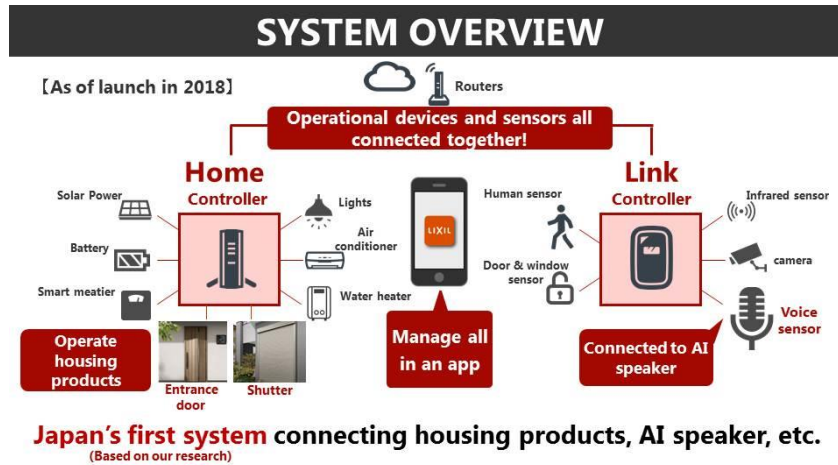 SYSTEM OVERVIEW
【As of launch in 2018】
Routers
Operational devices and sensors all
connected together!
Home
Controller
Solar Power
Battery
Smart meatier
Lights
Air
conditioner
Water heater
Operate
housing
products
Entrance
door
Shutter
LIXIL
Manage all
in an app
Link
Controller
Human sensor
Door & window
sensor
Infrared sensor
camera
Voice
sensor
Connected to AI
speaker
Japan's first system connecting housing products, AI speaker, etc.
(Based on our research)